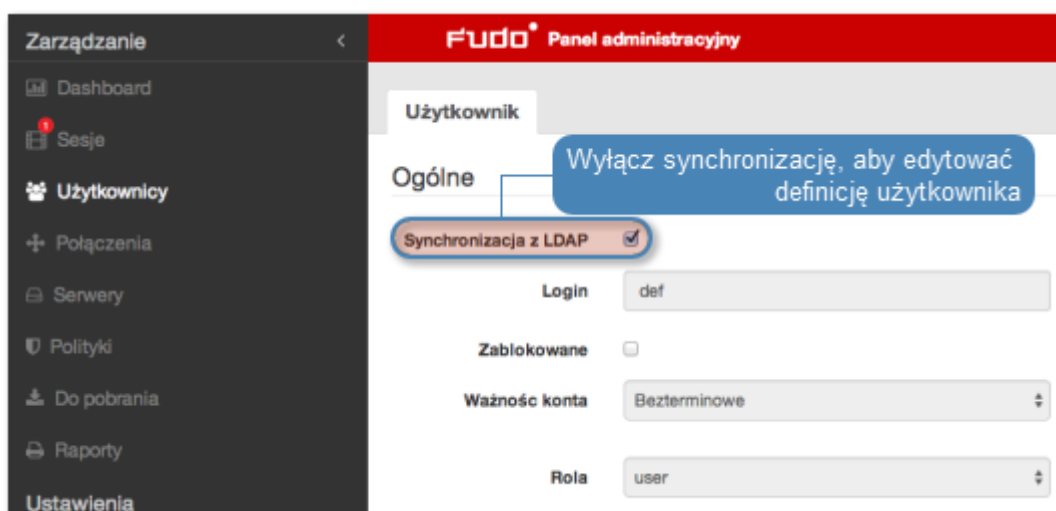 Zarządzanie
FUDO Panel administracyjny
Dashboard
Użytkownik
1
Sesje
Wyłącz synchronizację, aby edytować
definicję użytkownika
Ogólne
Użytkownicy
Synchronizacja z LDAP
Połączenia
Login def
Serwery
Zablokowane
Polityki
Ważnośc konta Bezterminowe
Do pobrania
Raporty
Rola user
Ustawienia